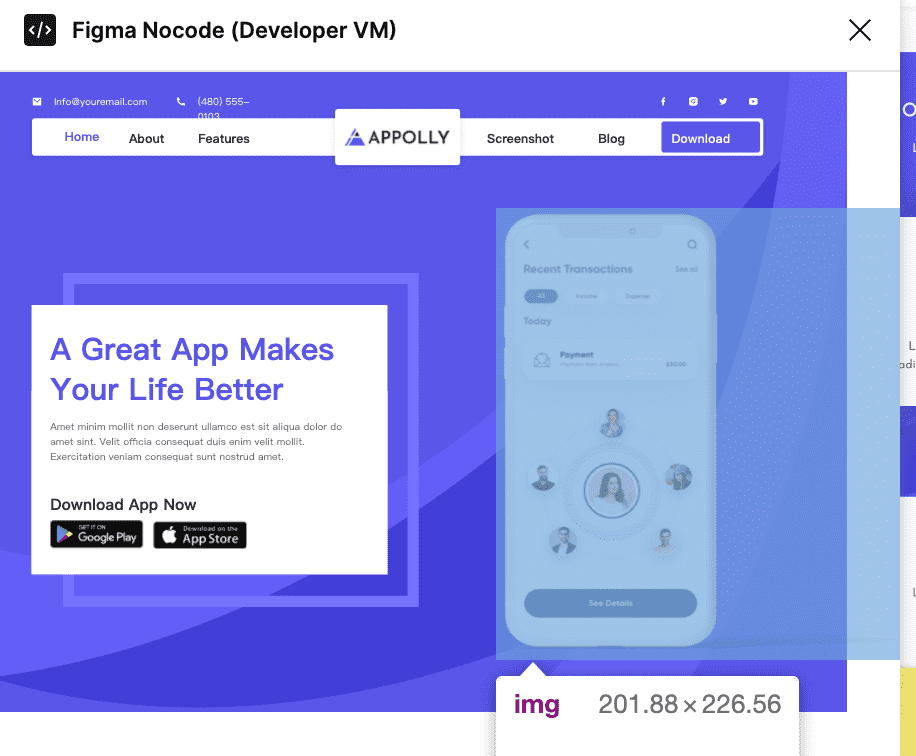 </>
Figma Nocode (Developer VM)
Info@youremail.com
(480) 555–
0103
Home
About
Features
APPOLLY
Screenshot
Blog
Download
Recent Transactions
See all
All
Income
Expense
Today
Payment
$30.00
A Great App Makes
Your Life Better
Amet minim mollit non deserunt ullamco est sit aliqua dolor do
amet sint. Velit officia consequat duis enim velit mollit.
Exercitation veniam consequat sunt nostrud amet.
Download App Now
GET IT ON
Google Play
Download on the
App Store
See Details
img 201.88×226.56